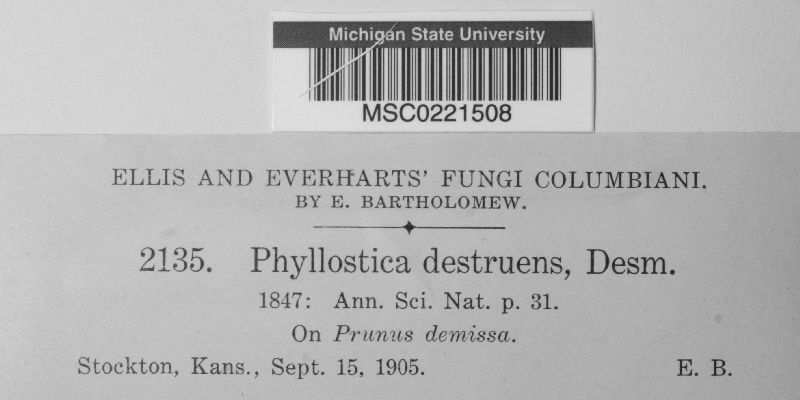 Michigan State University
MSC0221508
ELLIS AND EVERHARTS' FUNGI COLUMBIANI.
BY E. BARTHOLOMEW.
2135. Phyllostica destruens, Desm.
1847: Ann. Sci. Nat. p. 31.
On Prunus demissa.
Stockton, Kans., Sept. 15, 1905. E. B.